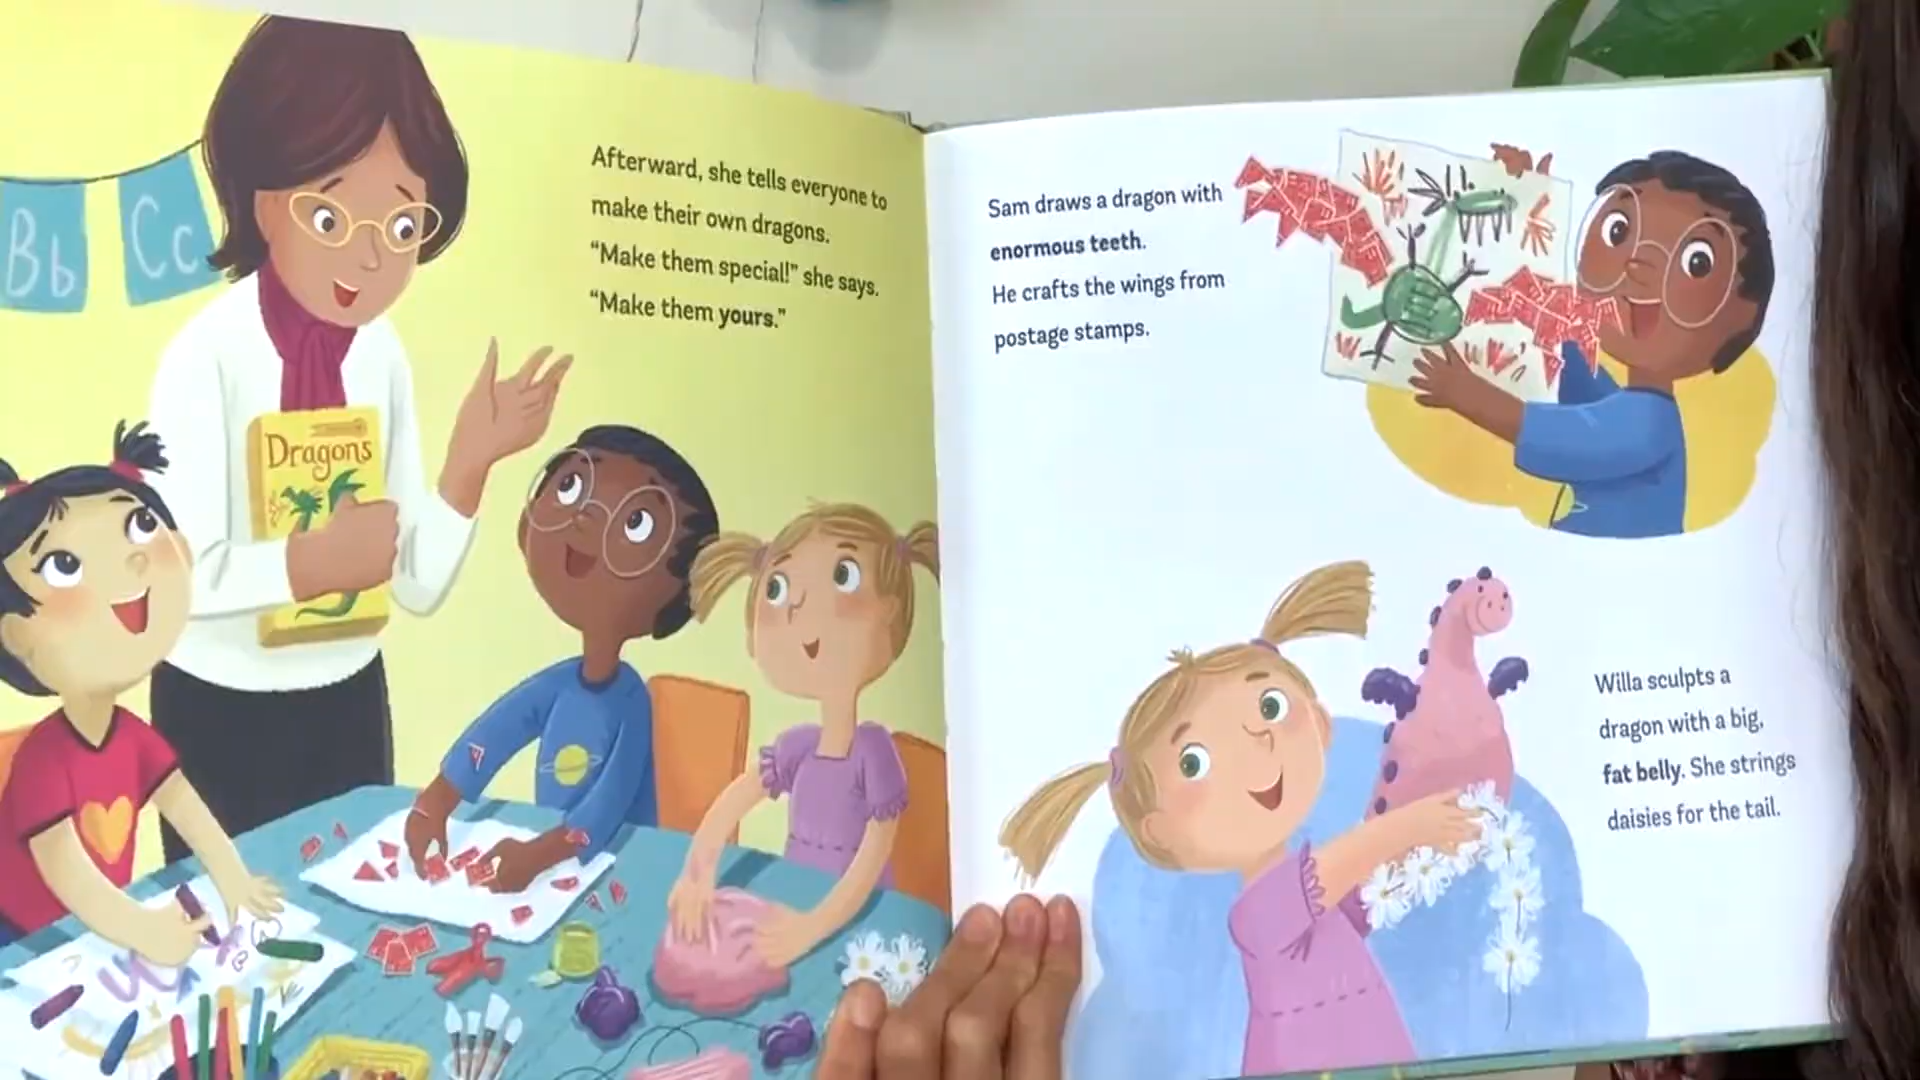 Bb
Cc
Dragons
Afterward, she tells everyone to
make their own dragons.
“Make them special!” she says.
“Make them yours.”
Sam draws a dragon with
enormous teeth.
He crafts the wings from
postage stamps.
Willa sculpts a
dragon with a big,
fat belly. She strings
daisies for the tail.